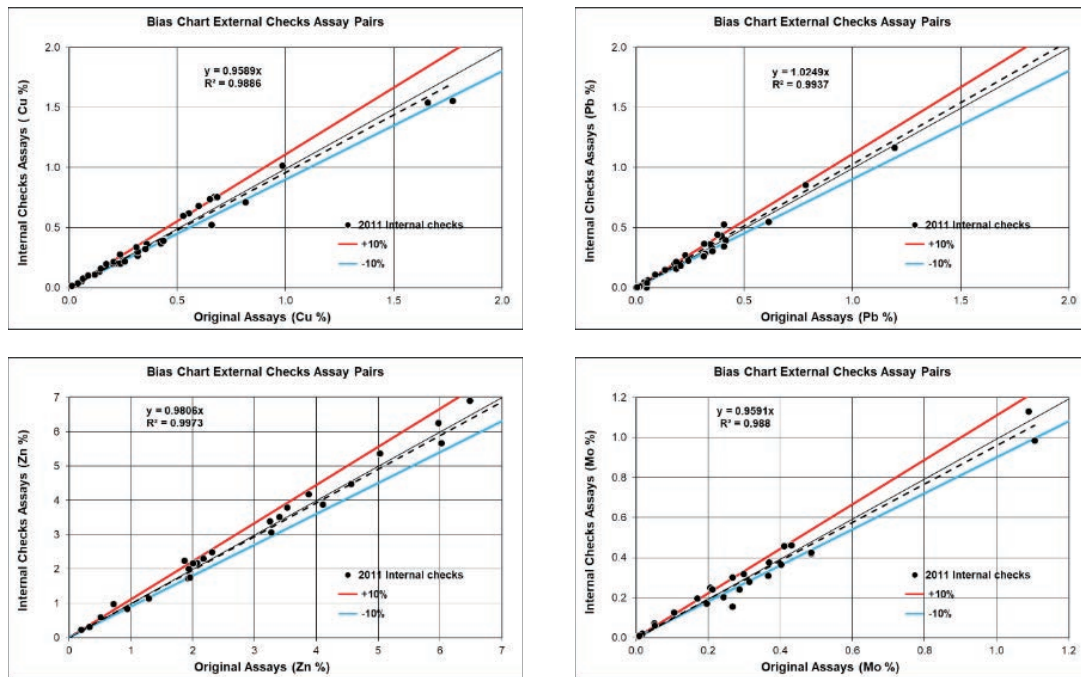 Bias Chart External Checks Assay Pairs
2.0
1.5
1.0
0.5
0.0
Internal Checks Assays ( Cu %)
y = 0.9589x
R² = 0.9886
2011 Internal checks
+10%
-10%
0.0 0.5 1.0 1.5 2.0
Original Assays (Cu %)
Bias Chart External Checks Assay Pairs
2.0
1.5
1.0
0.5
0.0
Internal Checks Assays (Pb %)
y = 1.0249x
R² = 0.9937
2011 Internal checks
+10%
-10%
0.0 0.5 1.0 1.5 2.0
Original Assays (Pb %)
Bias Chart External Checks Assay Pairs
7
6
5
4
3
2
1
0
Internal Checks Assays (Zn %)
y = 0.9806x
R² = 0.9973
2011 Internal checks
+10%
-10%
0 1 2 3 4 5 6 7
Original Assays (Zn %)
Bias Chart External Checks Assay Pairs
1.2
1.0
0.8
0.6
0.4
0.2
0.0
Internal Checks Assays (Mo %)
y = 0.9591x
R² = 0.988
2011 Internal checks
+10%
-10%
0.0 0.2 0.4 0.6 0.8 1.0 1.2
Original Assays (Mo %)